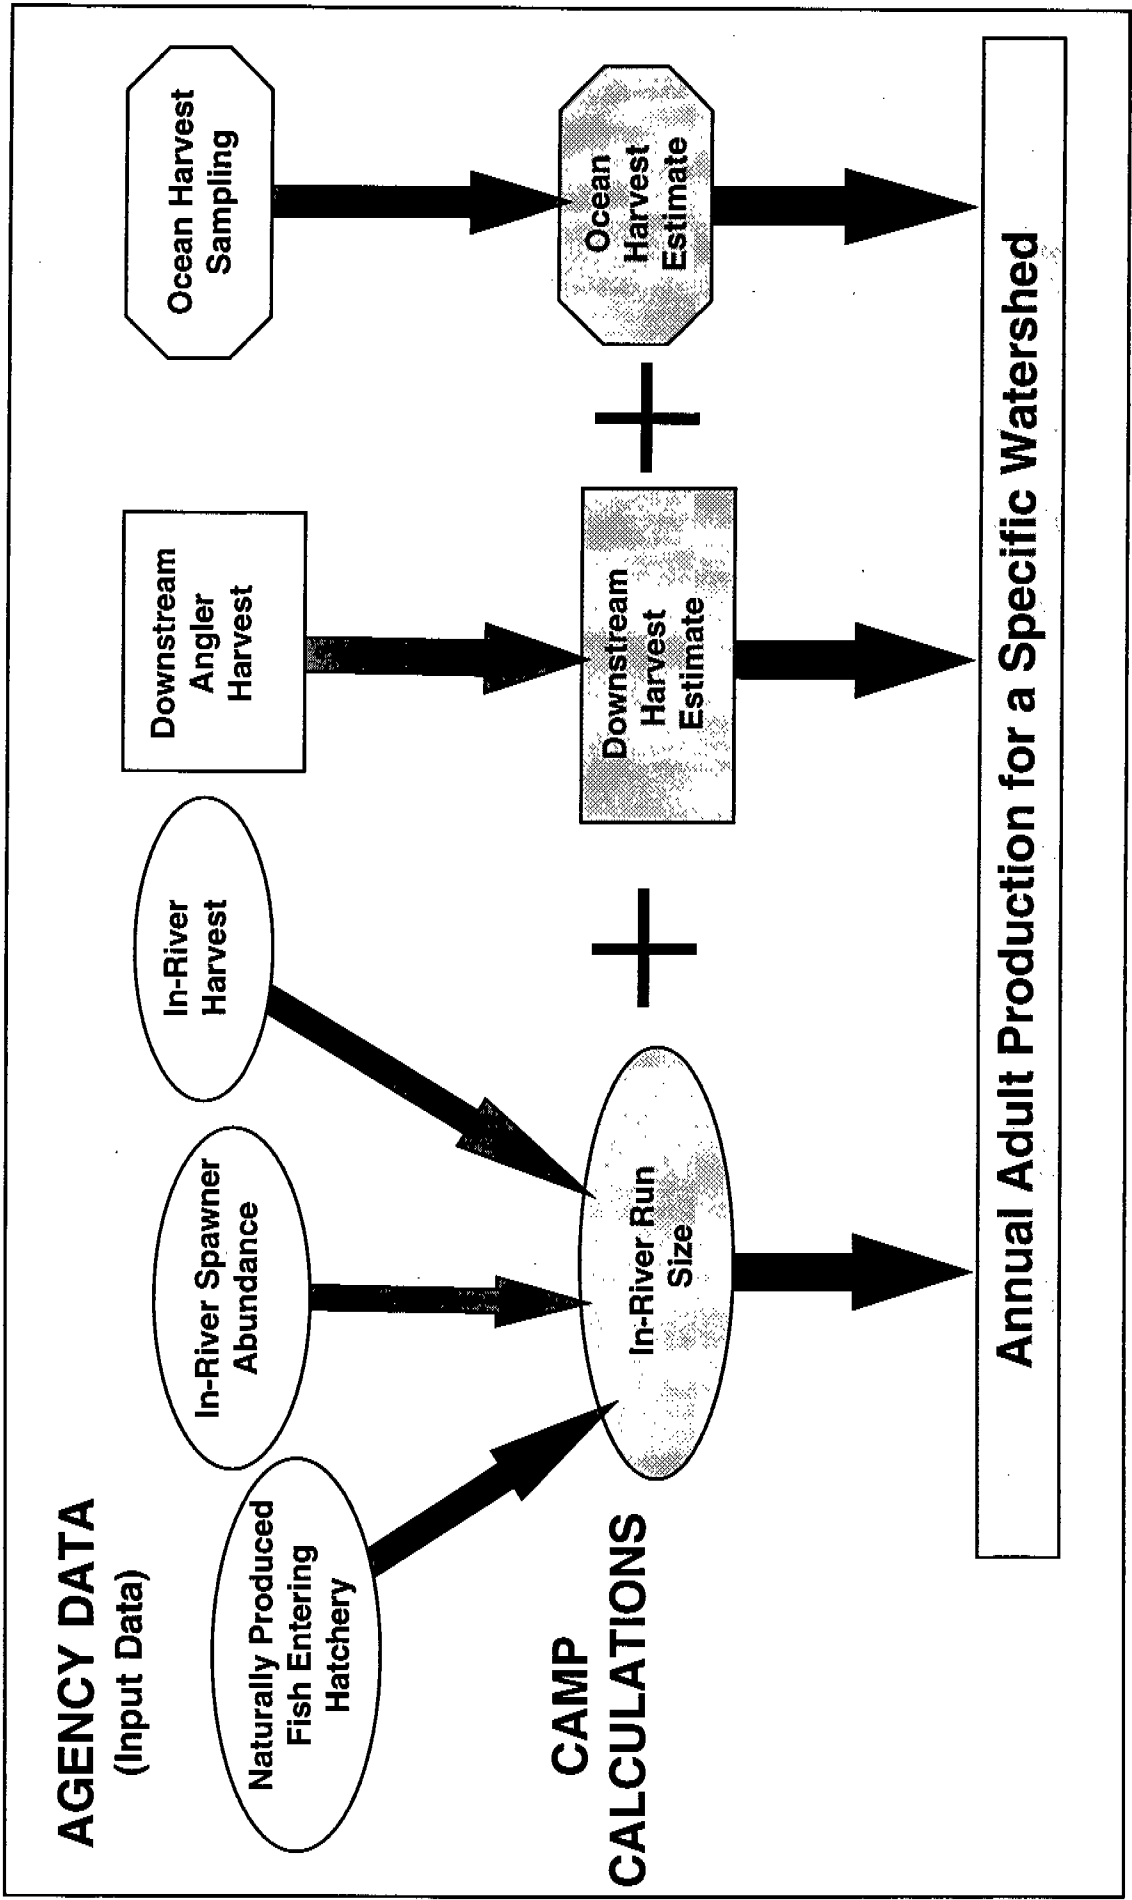 AGENCY DATA
(Input Data)
Naturally Produced
Fish Entering
Hatchery
In-River Spawner
Abundance
In-River
Harvest
Downstream
Angler
Harvest
Ocean Harvest
Sampling
CAMP
CALCULATIONS
In-River Run
Size
+
Downstream
Harvest
Estimate
+
Ocean
Harvest
Estimate
Annual Adult Production for a Specific Watershed